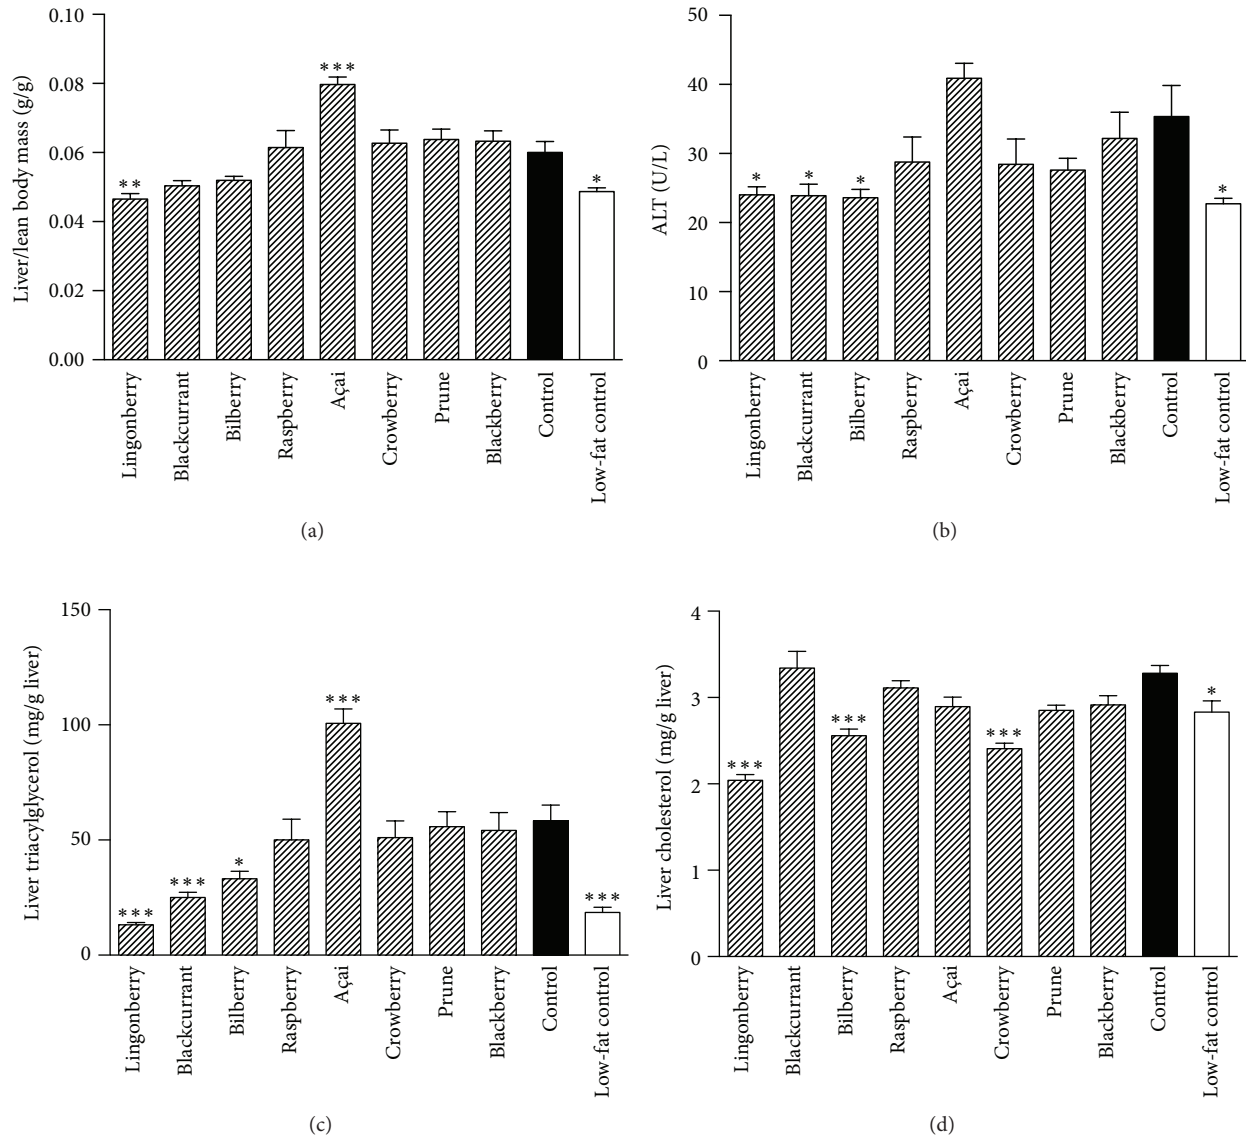 Liver/lean body mass (g/g)
0.10
0.08
0.06
0.04
0.02
0.00
**
***
*
Lingonberry
Blackcurrant
Bilberry
Raspberry
Açai
Crowberry
Prune
Blackberry
Control
Low-fat control
(a)
ALT (U/L)
50
40
30
20
10
0
*
*
*
*
Lingonberry
Blackcurrant
Bilberry
Raspberry
Açai
Crowberry
Prune
Blackberry
Control
Low-fat control
(b)
Liver triacylglycerol (mg/g liver)
150
100
50
0
***
***
*
***
***
Lingonberry
Blackcurrant
Bilberry
Raspberry
Açai
Crowberry
Prune
Blackberry
Control
Low-fat control
(c)
Liver cholesterol (mg/g liver)
4
3
2
1
0
***
***
***
*
Lingonberry
Blackcurrant
Bilberry
Raspberry
Açai
Crowberry
Prune
Blackberry
Control
Low-fat control
(d)